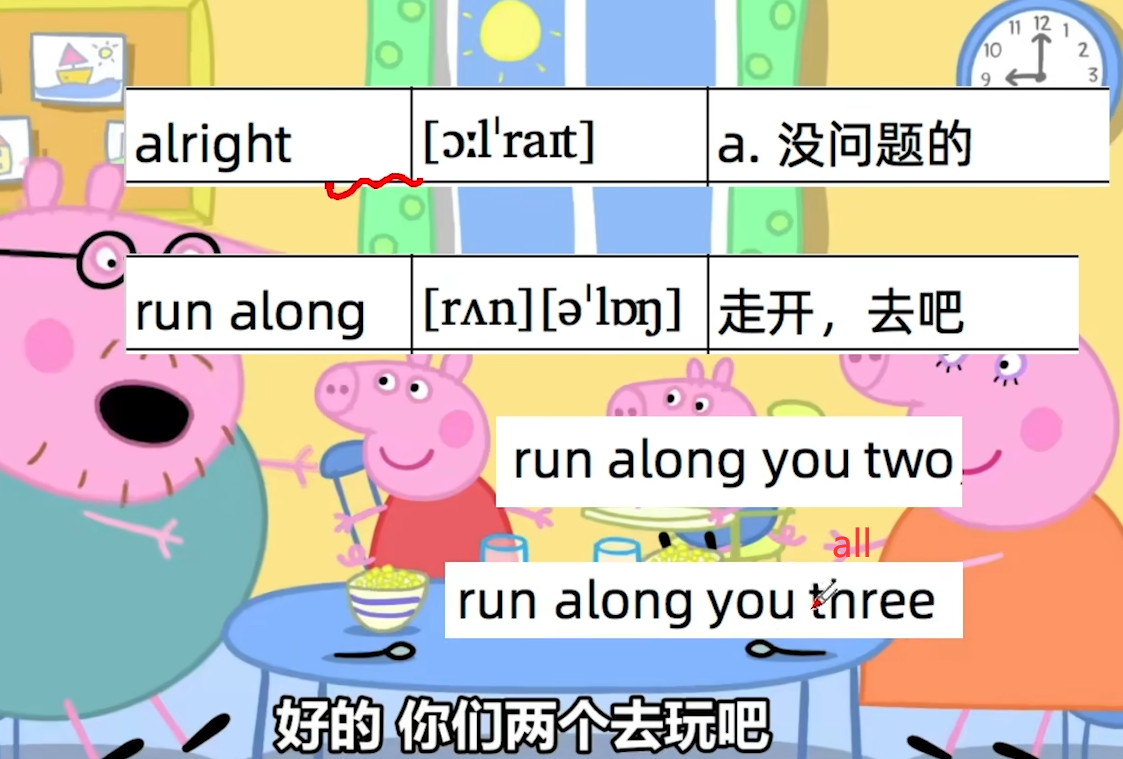 11 12 1
10 2
9 3
alright [ɔːlˈraɪt] a. 没问题的
run along [rʌn][əˈlɒŋ] 走开，去吧
run along you two,
all
run along you three
好的 你们两个去玩吧